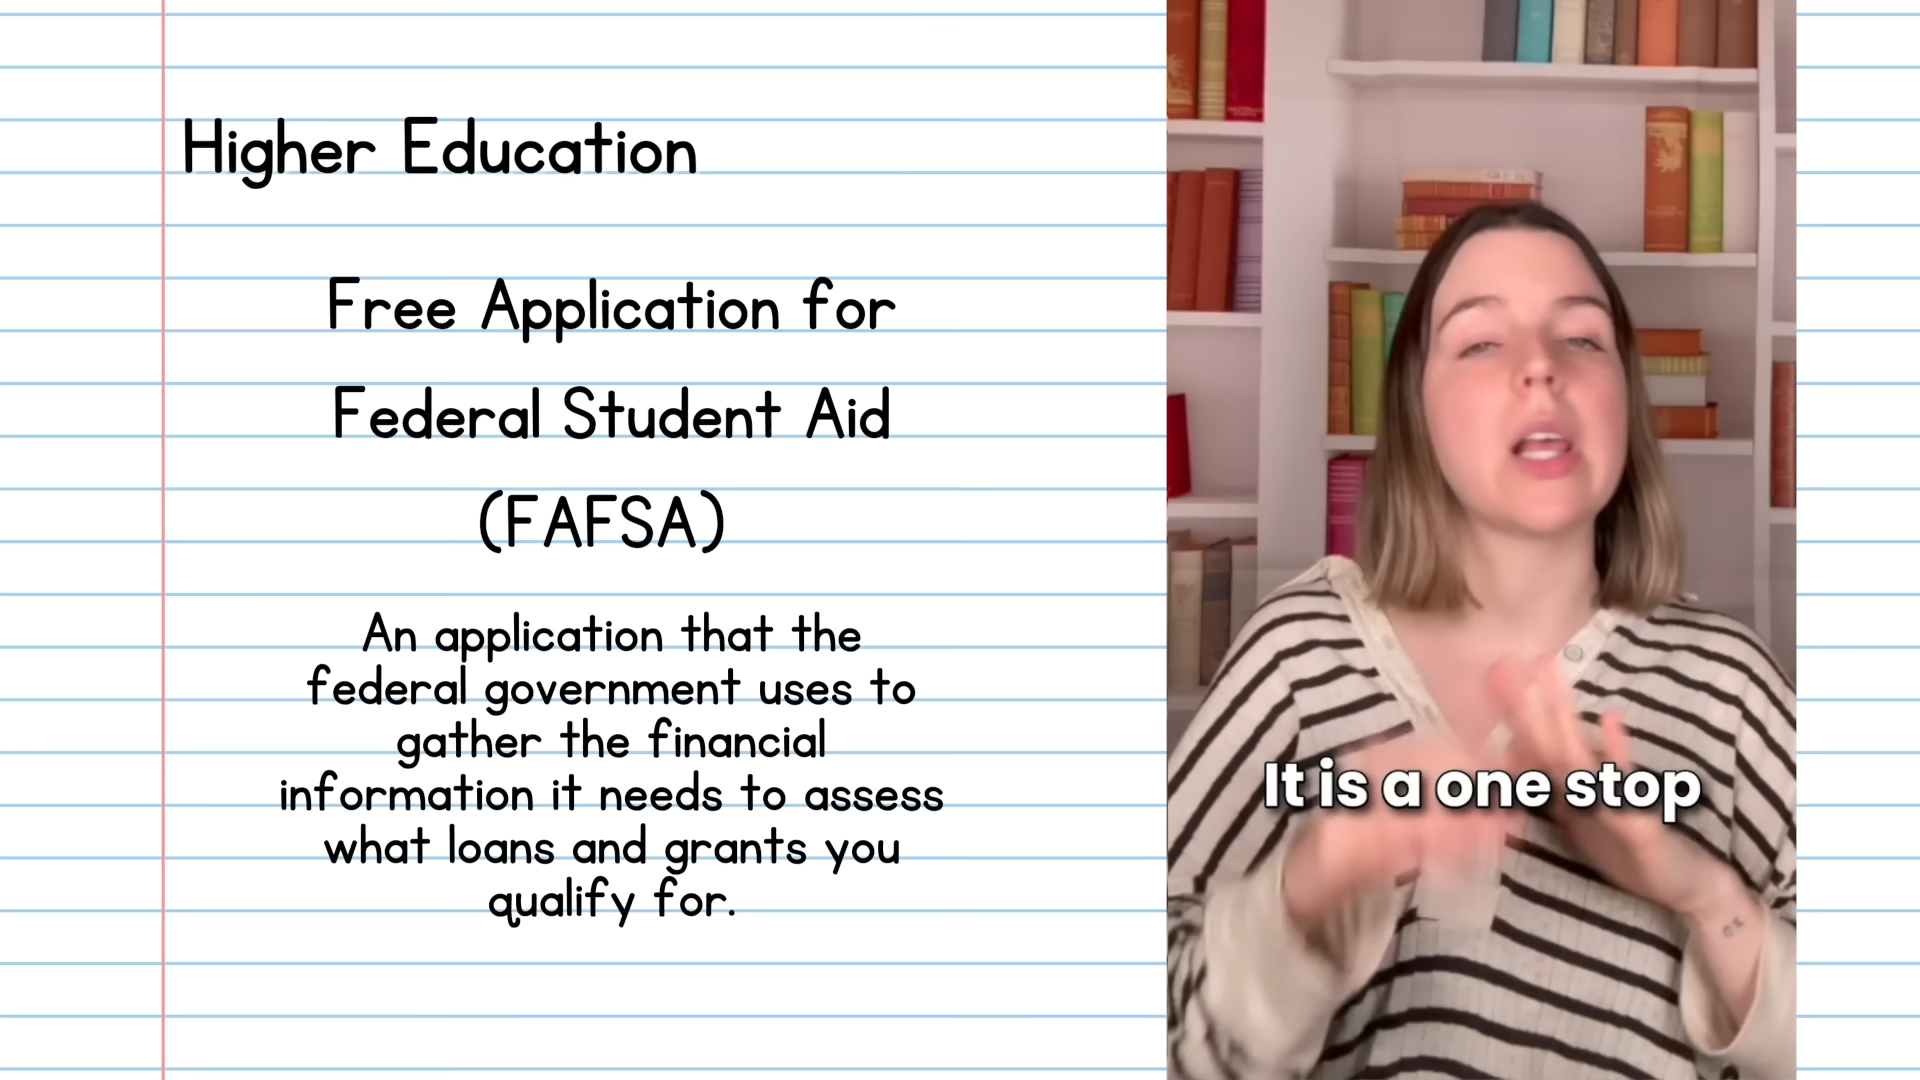 Higher Education
Free Application for
Federal Student Aid
(FAFSA)
An application that the
federal government uses to
gather the financial
information it needs to assess
what loans and grants you
qualify for.
It is a one stop